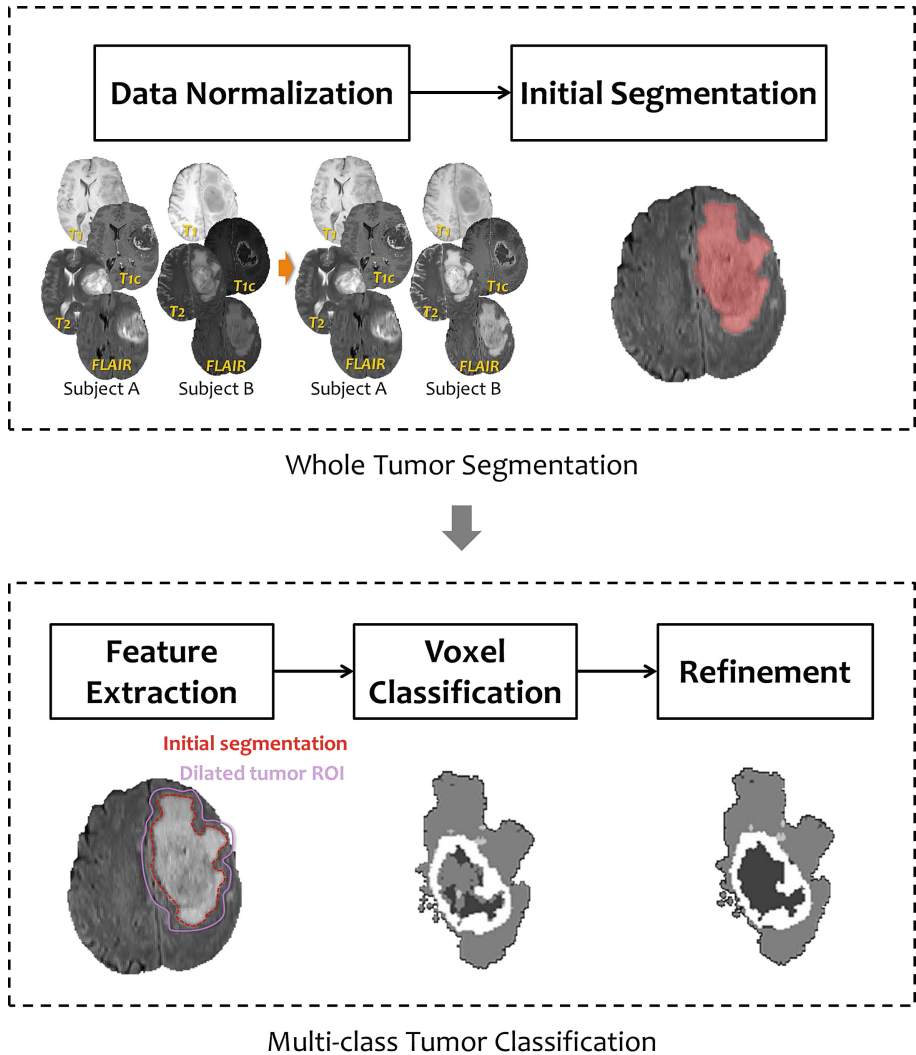 Data Normalization
Initial Segmentation
T1
T1
T1
T1
T1c
T1c
T1c
T1c
T2
T2
T2
T2
FLAIR
FLAIR
FLAIR
FLAIR
Subject A
Subject B
Subject A
Subject B
Whole Tumor Segmentation
Feature
Extraction
Voxel
Classification
Refinement
Initial segmentation
Dilated tumor ROI
Multi-class Tumor Classification